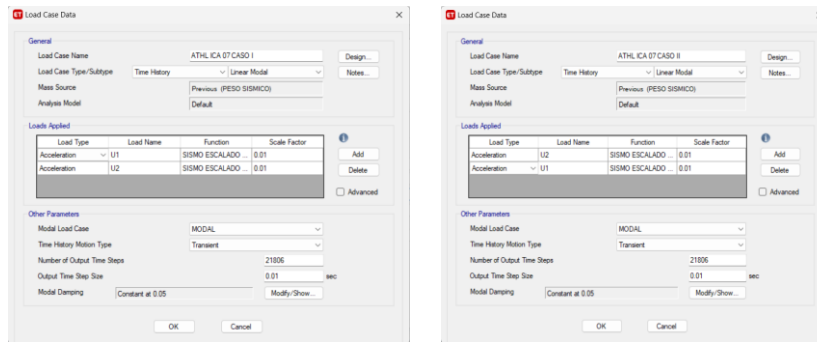 ET Load Case Data
General
Load Case Name ATHL ICA 07 CASO I Design...
Load Case Type/Subtype Time History Linear Modal Notes...
Mass Source Previous (PESO SISMICO)
Analysis Model Default
Loads Applied
Load Type Load Name Function Scale Factor
Acceleration U1 SISMO ESCALADO ... 0.01 Add
Acceleration U2 SISMO ESCALADO ... 0.01 Delete
Advanced
Other Parameters
Modal Load Case MODAL
Time History Motion Type Transient
Number of Output Time Steps 21806
Output Time Step Size 0.01 sec
Modal Damping Constant at 0.05 Modify/Show...
OK Cancel
ET Load Case Data
General
Load Case Name ATHL ICA 07 CASO II Design...
Load Case Type/Subtype Time History Linear Modal Notes...
Mass Source Previous (PESO SISMICO)
Analysis Model Default
Loads Applied
Load Type Load Name Function Scale Factor
Acceleration U2 SISMO ESCALADO ... 0.01 Add
Acceleration U1 SISMO ESCALADO ... 0.01 Delete
Advanced
Other Parameters
Modal Load Case MODAL
Time History Motion Type Transient
Number of Output Time Steps 21806
Output Time Step Size 0.01 sec
Modal Damping Constant at 0.05 Modify/Show...
OK Cancel